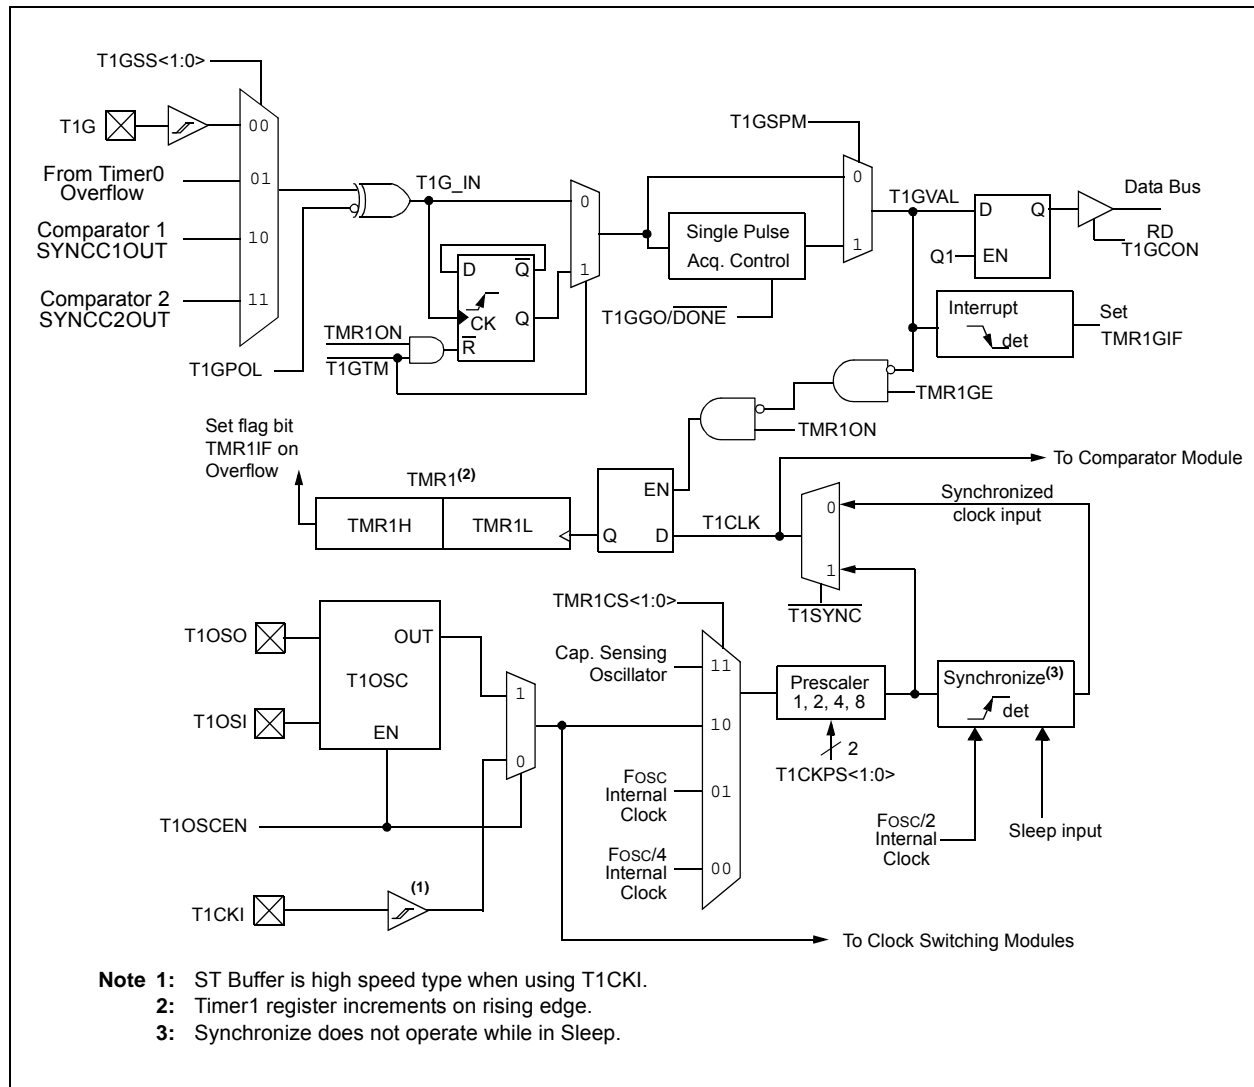 T1GSS<1:0>
T1G
00
From Timer0
Overflow
01
Comparator 1
SYNCC1OUT
10
Comparator 2
SYNCC2OUT
11
T1GPOL
T1G_IN
0
1
D
Q
CK
Q
R
TMR1ON
T1GTM
T1GSPM
0
1
Single Pulse
Acq. Control
T1GGO/DONE
T1GVAL
D
Q
Q1
EN
Data Bus
RD
T1GCON
Interrupt
det
Set
TMR1GIF
TMR1GE
TMR1ON
Set flag bit
TMR1IF on
Overflow
TMR1(2)
TMR1H
TMR1L
EN
Q
D
T1CLK
To Comparator Module
0
1
Synchronized
clock input
T1SYNC
TMR1CS<1:0>
T1OSO
OUT
T1OSC
T1OSI
EN
1
0
T1OSCEN
T1CKI
(1)
Cap. Sensing
Oscillator
11
10
FOSC
Internal
Clock
01
FOSC/4
Internal
Clock
00
Prescaler
1, 2, 4, 8
2
T1CKPS<1:0>
Synchronize(3)
det
FOSC/2
Internal
Clock
Sleep input
To Clock Switching Modules
Note 1: ST Buffer is high speed type when using T1CKI.
2: Timer1 register increments on rising edge.
3: Synchronize does not operate while in Sleep.